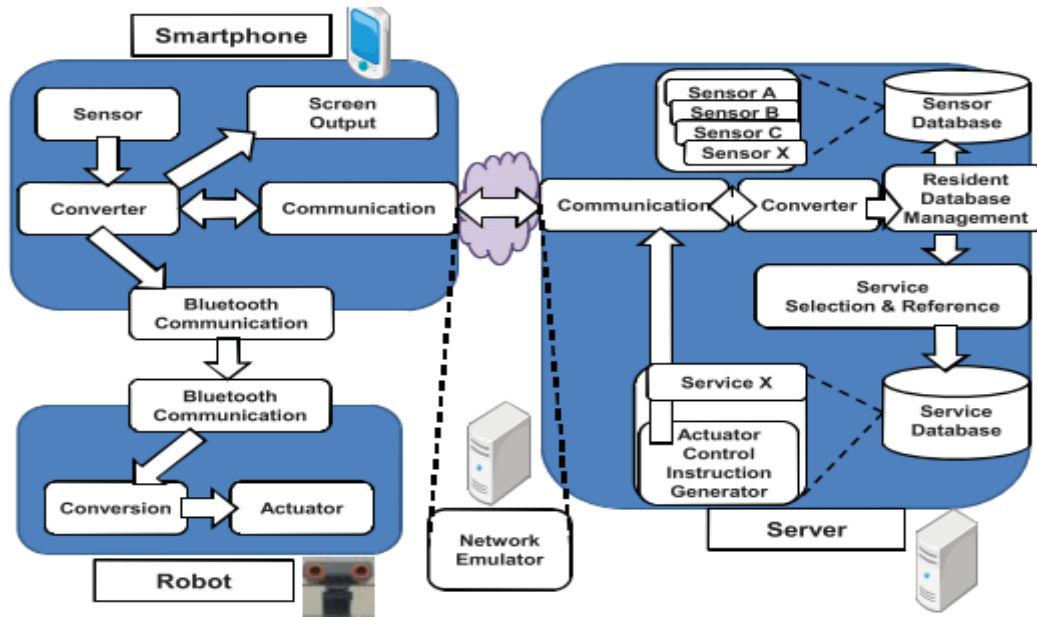 Smartphone
Sensor
Screen
Output
Converter
Communication
Bluetooth
Communication
Bluetooth
Communication
Conversion
Actuator
Robot
Network
Emulator
Sensor A
Sensor B
Sensor C
Sensor X
Sensor
Database
Communication
Converter
Resident
Database
Management
Service
Selection & Reference
Service X
Actuator
Control
Instruction
Generator
Service
Database
Server